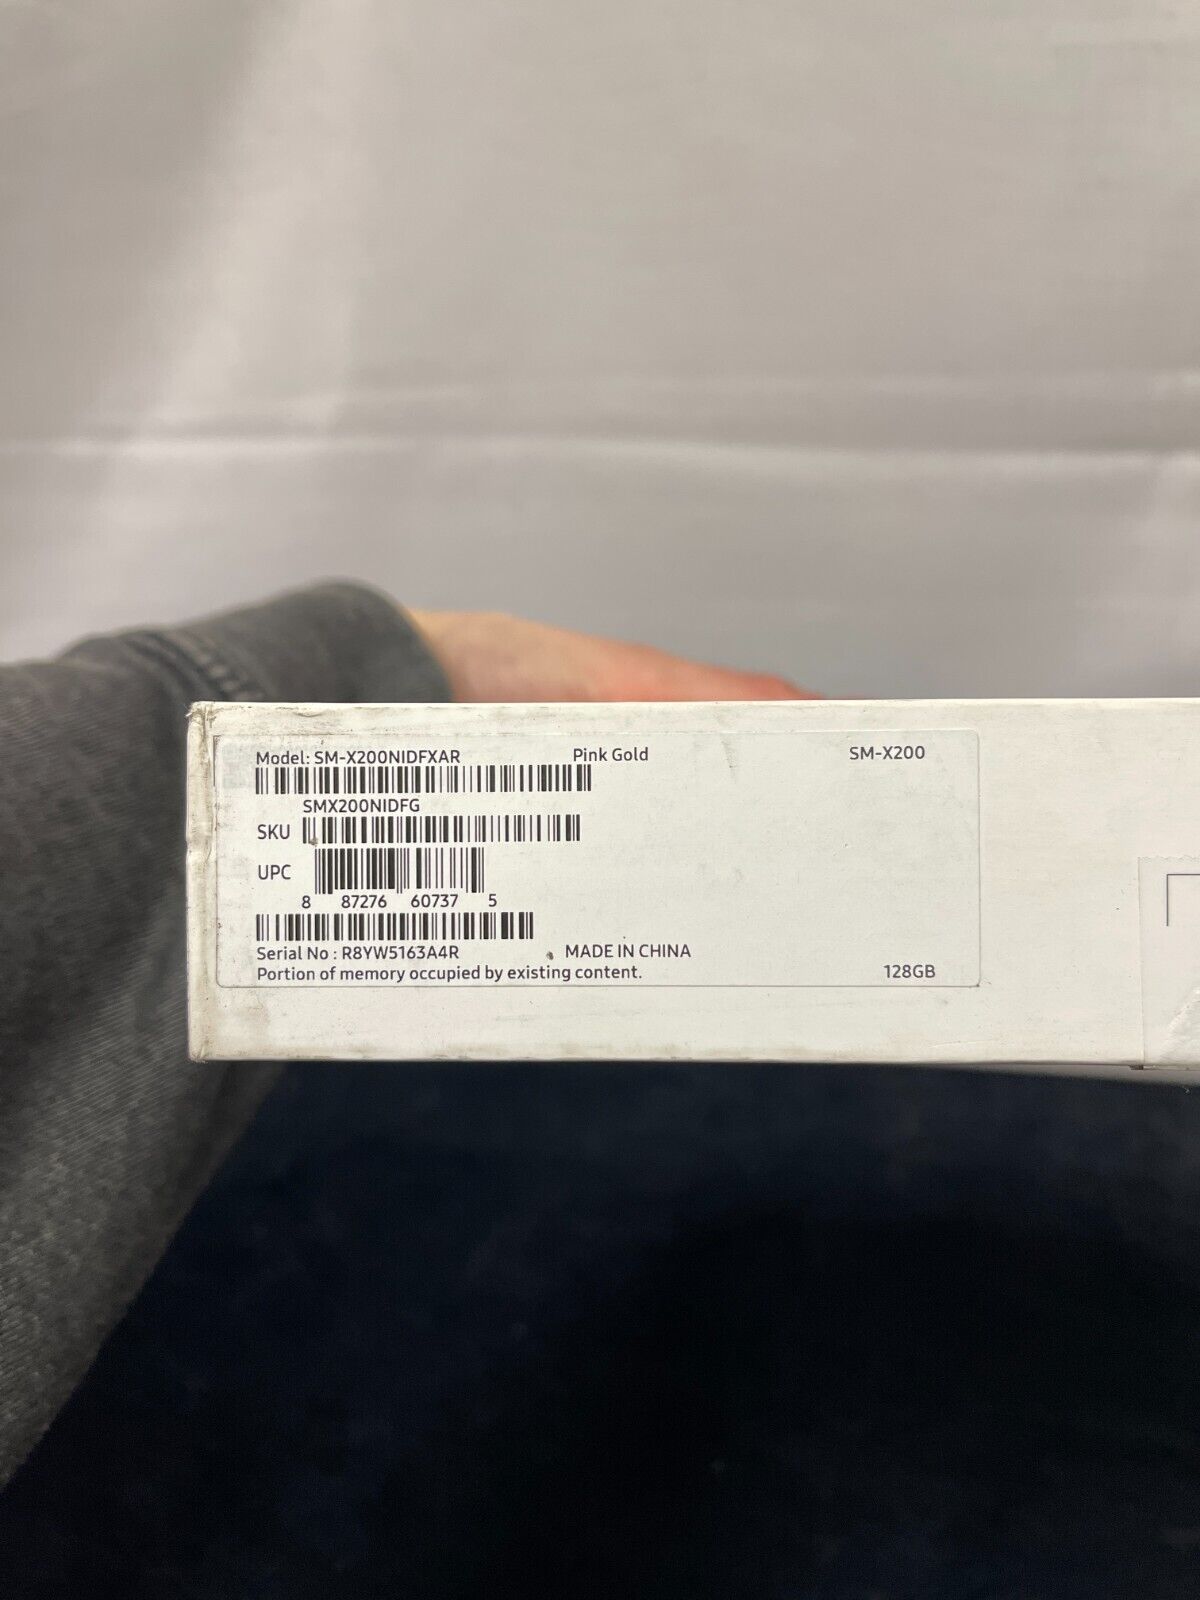 Model: SM-X200NIDFXAR Pink Gold SM-X200
SMX200NIDFG
SKU
UPC
8 87276 60737 5
Serial No : R8YW5163A4R MADE IN CHINA
Portion of memory occupied by existing content. 128GB